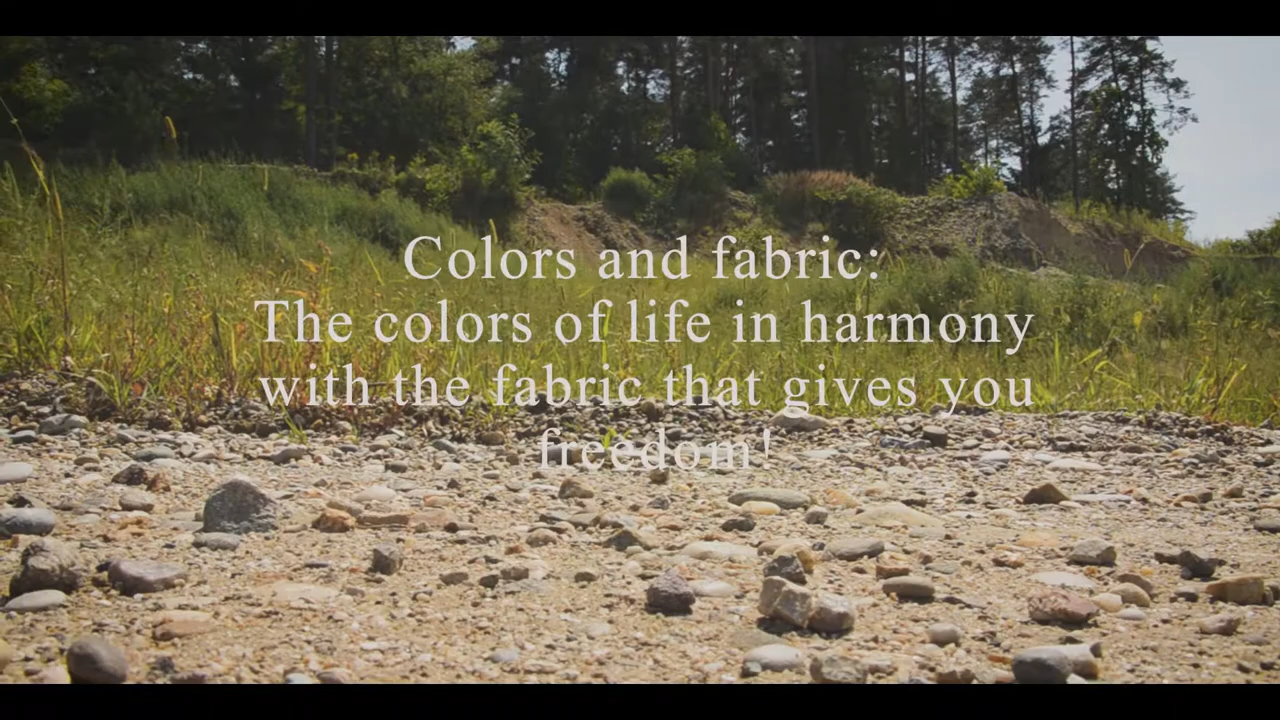 Colors and fabric:
The colors of life in harmony
with the fabric that gives you
freedom!